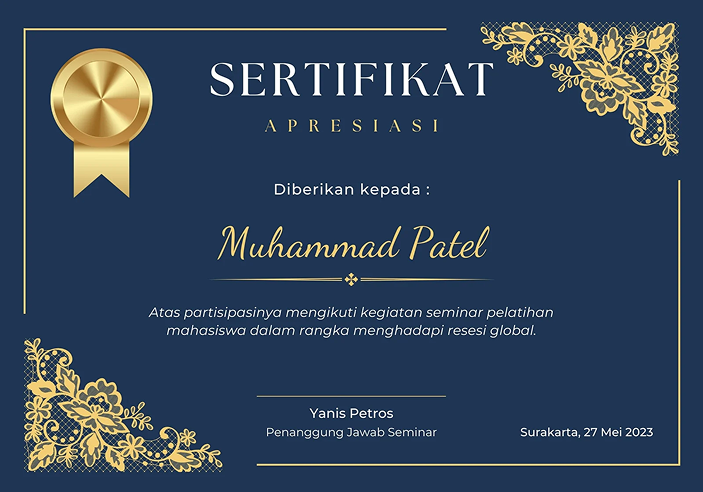 SERTIFIKAT
APRESIASI
Diberikan kepada :
Muhammad Patel
Atas partisipasinya mengikuti kegiatan seminar pelatihan
mahasiswa dalam rangka menghadapi resesi global.
Yanis Petros
Penanggung Jawab Seminar
Surakarta, 27 Mei 2023